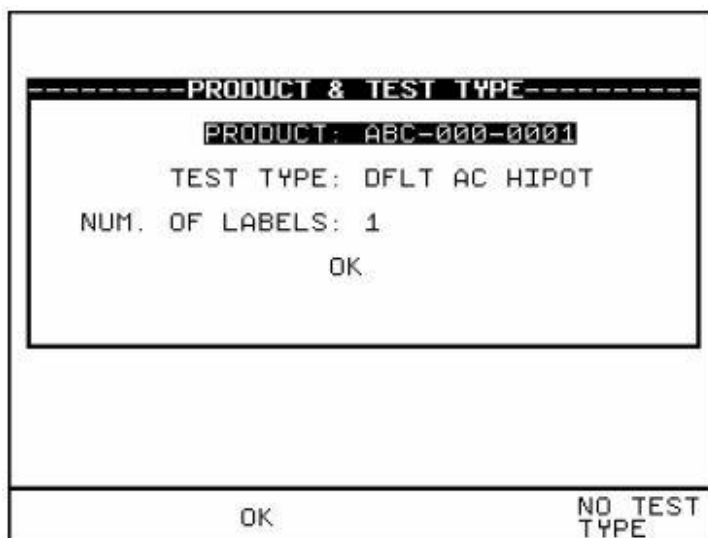 ----------PRODUCT & TEST TYPE----------
PRODUCT: ABC-000-0001
TEST TYPE: DFLT AC HIPOT
NUM. OF LABELS: 1
OK
OK
NO TEST
TYPE